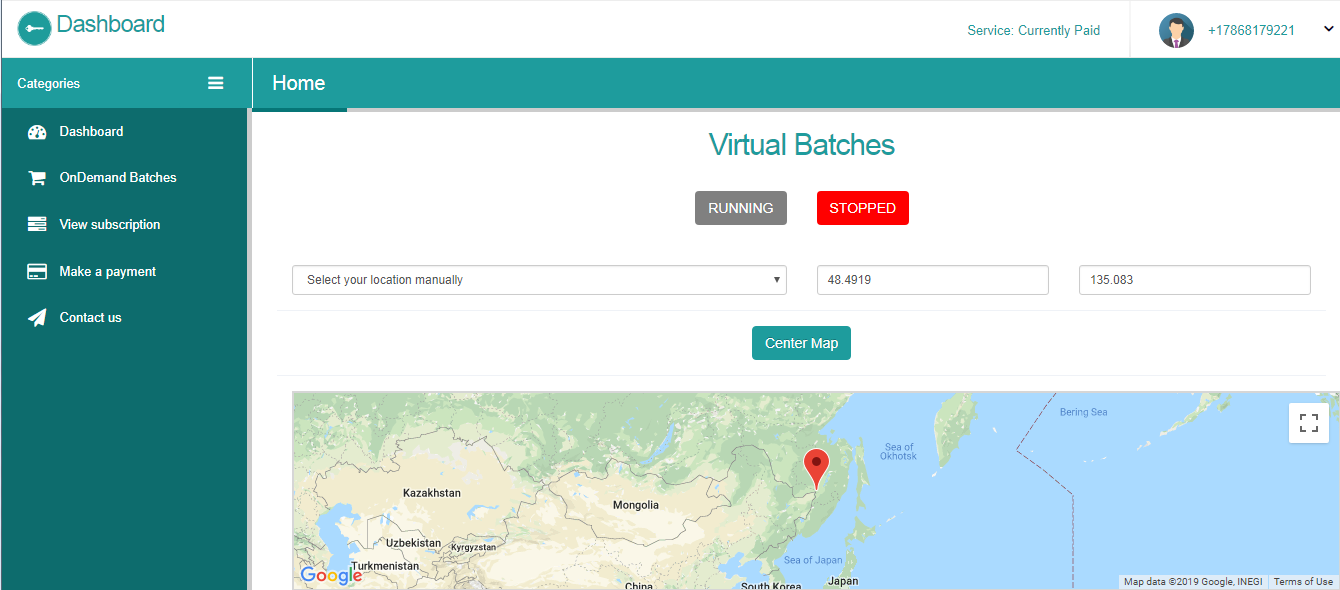 Dashboard
Service: Currently Paid
+17868179221
Categories
Home
Dashboard
OnDemand Batches
View subscription
Make a payment
Contact us
Virtual Batches
RUNNING
STOPPED
Select your location manually
48.4919
135.083
Center Map
Bering Sea
Sea of
Okhotsk
Kazakhstan
Mongolia
Uzbekistan
Kyrgyzstan
Turkmenistan
Sea of Japan
China
South Korea
Japan
Google
Map data ©2019 Google, INEGI
Terms of Use